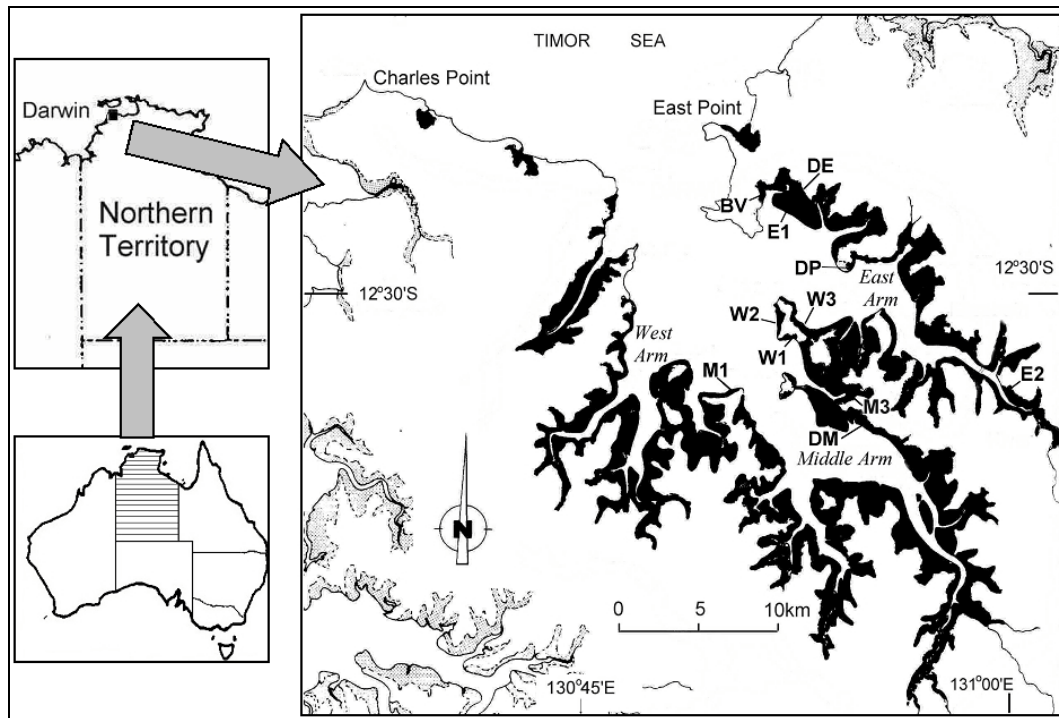 Darwin
Northern
Territory
TIMOR SEA
Charles Point
East Point
DE
BV
E1
DP
12°30'S
12°30'S
East
Arm
W3
W2
West
Arm
W1
M1
E2
M3
DM
Middle Arm
N
0 5 10km
130°45'E
131°00'E